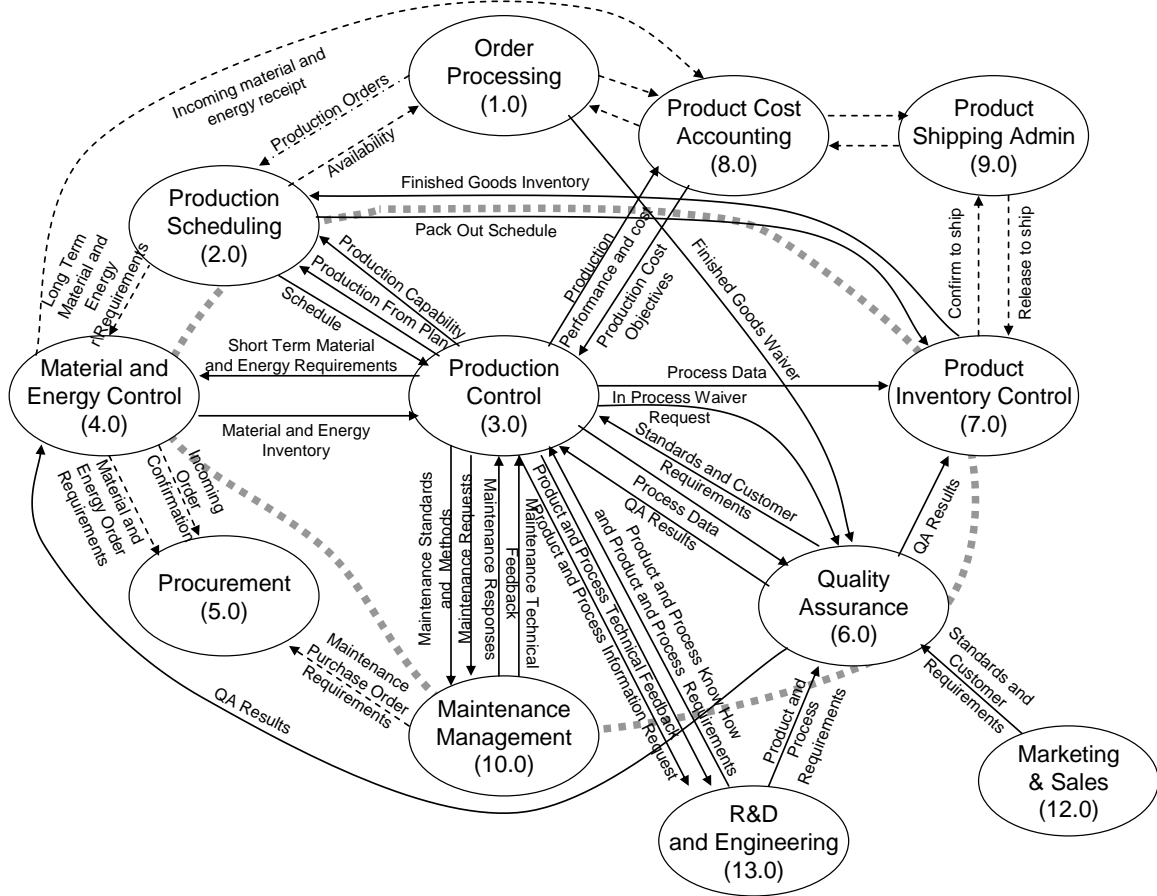 Order
Processing
(1.0)
Incoming material and
energy receipt
Production Orders
Availability
Product Cost
Accounting
(8.0)
Product
Shipping Admin
(9.0)
Production
Scheduling
(2.0)
Finished Goods Inventory
Pack Out Schedule
Long Term
Material and
Energy
rlRequirements
Production Capability
Production From Plan
Schedule
Production
Performance and cost
Production Cost
Objectives
Finished Goods Waiver
Confirm to ship
Release to ship
Material and
Energy Control
(4.0)
Short Term Material
and Energy Requirements
Material and Energy
Inventory
Production
Control
(3.0)
Process Data
In Process Waiver
Request
Product
Inventory Control
(7.0)
Standards and Customer
Requirements
Process Data
QA Results
QA Results
Incoming
Order
Confirmation
Material and
Energy Order
Requirements
Procurement
(5.0)
Maintenance Standards
and Methods
Maintenance Requests
Maintenance Responses
Feedback
Maintenance Technical
Product and Process Technical Feedback
Product and Process Information Request
Product and Process Know How
and Product and Process Requirements
Quality
Assurance
(6.0)
Maintenance
Purchase Order
Requirements
QA Results
Maintenance
Management
(10.0)
Product and
Process
Requirements
Standards and
Customer
Requirements
Marketing
& Sales
(12.0)
R&D
and Engineering
(13.0)